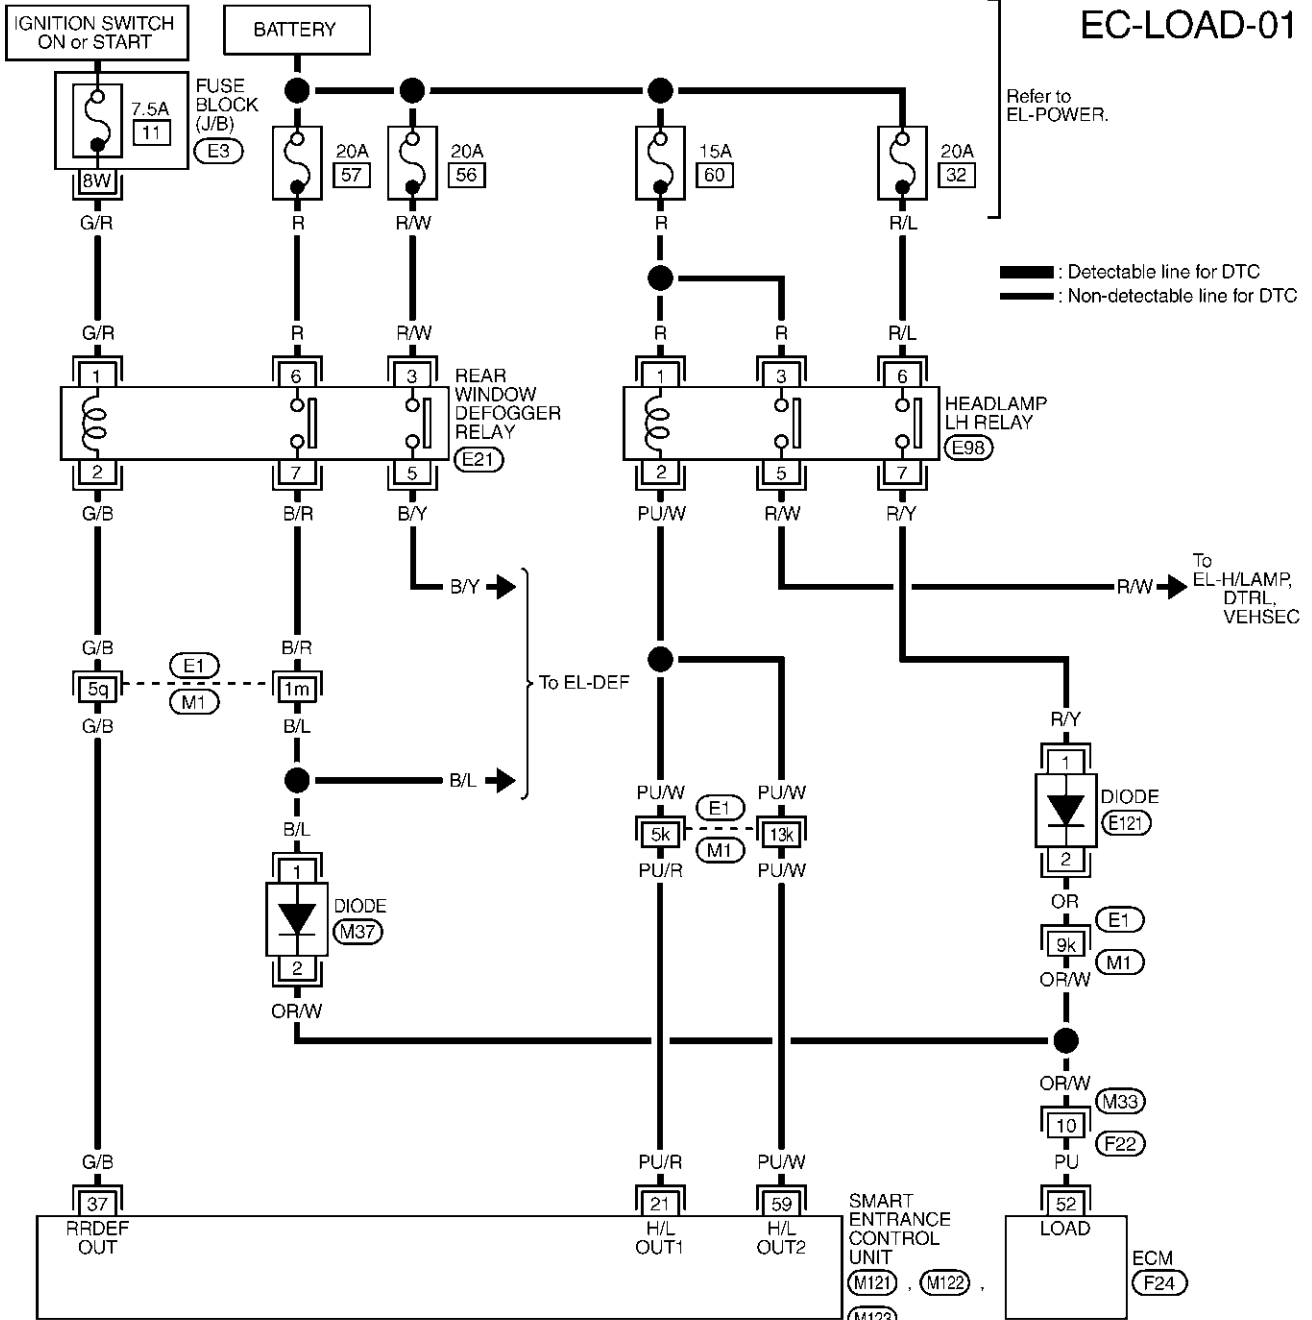 EC-LOAD-01
IGNITION SWITCH
ON or START
BATTERY
FUSE
BLOCK
(J/B)
E3
7.5A
11
8W
20A
57
20A
56
15A
60
20A
32
Refer to
EL-POWER.
G/R
R
R/W
R
R/L
: Detectable line for DTC
: Non-detectable line for DTC
G/R
R
R/W
R
R
R/L
1
6
3
1
3
6
REAR
WINDOW
DEFOGGER
RELAY
E21
HEADLAMP
LH RELAY
E98
2
7
5
2
5
7
G/B
B/R
B/Y
PU/W
R/W
R/Y
B/Y
R/W
To
EL-H/LAMP,
DTRL,
VEHSEC
G/B
B/R
5q
E1
M1
1m
G/B
B/L
To EL-DEF
B/L
R/Y
1
DIODE
E121
2
PU/W
PU/W
5k
E1
M1
13k
PU/R
PU/W
B/L
1
DIODE
M37
2
OR/W
OR
E1
9k
M1
OR/W
OR/W
M33
10
F22
PU
G/B
PU/R
PU/W
37
21
59
52
RRDEF
OUT
H/L
OUT1
H/L
OUT2
SMART
ENTRANCE
CONTROL
UNIT
M121 , M122 ,
M123
LOAD
ECM
F24